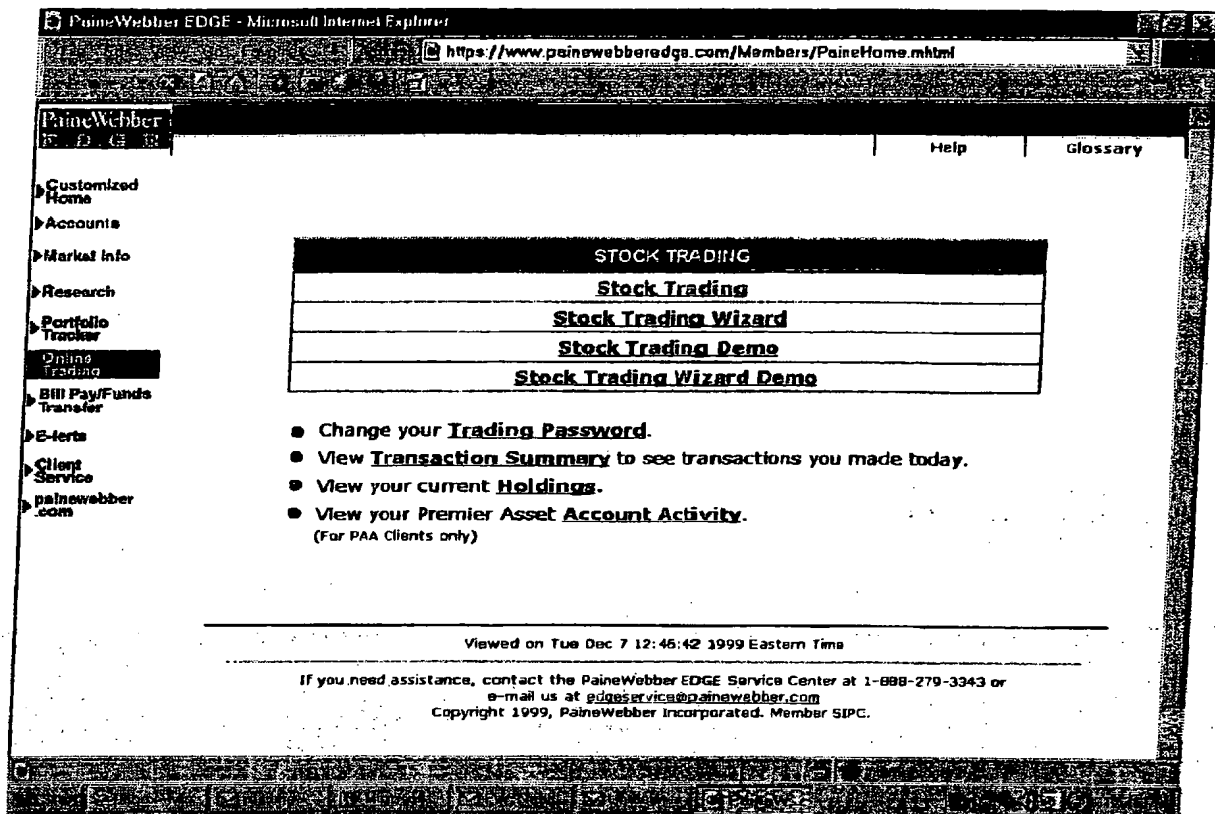 PaineWebber EDGE - Microsoft Internet Explorer
https://www.painewebberedge.com/Members/PaineHome.mhtml
PaineWebber
EDGE
Help
Glossary
Customized
Home
Accounts
Market Info
Research
Portfolio
Tracker
Online
Trading
Bill Pay/Funds
Transfer
E-lerts
Client
Service
painewebber
.com
STOCK TRADING
Stock Trading
Stock Trading Wizard
Stock Trading Demo
Stock Trading Wizard Demo
Change your Trading Password.
View Transaction Summary to see transactions you made today.
View your current Holdings.
View your Premier Asset Account Activity.
(For PAA Clients only)
Viewed on Tue Dec 7 12:46:42 1999 Eastern Time
If you need assistance, contact the PaineWebber EDGE Service Center at 1-888-279-3343 or
e-mail us at edgeservice@painewebber.com
Copyright 1999, PaineWebber Incorporated. Member SIPC.